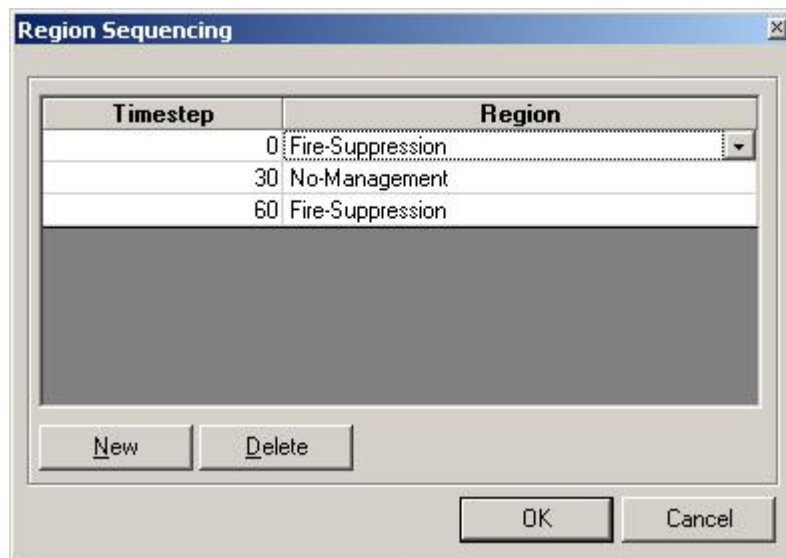 Region Sequencing
Timestep Region
0 Fire-Suppression
30 No-Management
60 Fire-Suppression
New Delete
OK Cancel